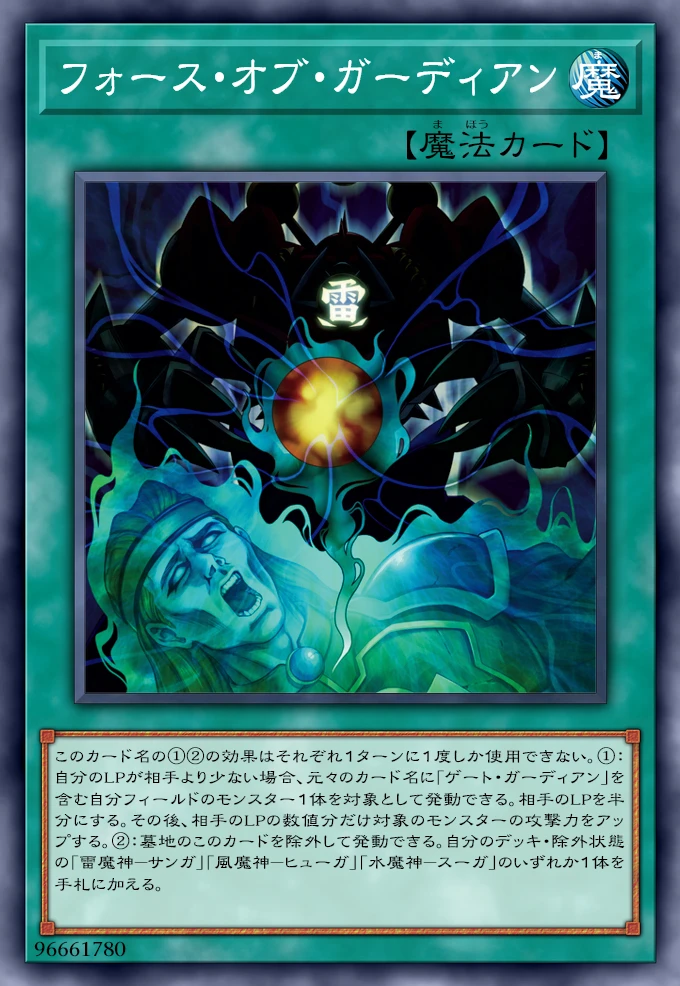 フォース・オブ・ガーディアン
ま
魔
ま ほう
【魔法カード】
雷
このカード名の①②の効果はそれぞれ１ターンに１度しか使用できない。①：
自分のLPが相手より少ない場合、元々のカード名に「ゲート・ガーディアン」を
含む自分フィールドのモンスター１体を対象として発動できる。相手のLPを半
分にする。その後、相手のLPの数値分だけ対象のモンスターの攻撃力をアッ
プする。②：墓地のこのカードを除外して発動できる。自分のデッキ・除外状態
の「雷魔神－サンガ」「風魔神－ヒューガ」「水魔神－スーガ」のいずれか１体を
手札に加える。
96661780